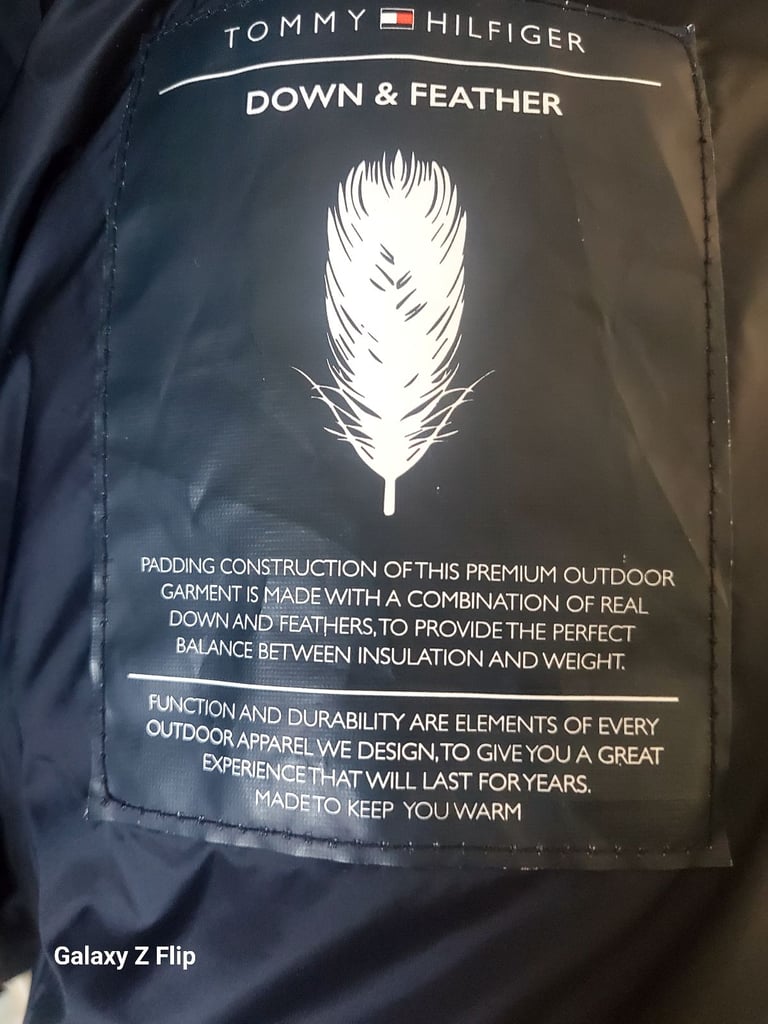 TOMMY HILFIGER
DOWN & FEATHER
PADDING CONSTRUCTION OF THIS PREMIUM OUTDOOR
GARMENT IS MADE WITH A COMBINATION OF REAL
DOWN AND FEATHERS, TO PROVIDE THE PERFECT
BALANCE BETWEEN INSULATION AND WEIGHT.
FUNCTION AND DURABILITY ARE ELEMENTS OF EVERY
OUTDOOR APPAREL WE DESIGN, TO GIVE YOU A GREAT
EXPERIENCE THAT WILL LAST FOR YEARS.
MADE TO KEEP YOU WARM
Galaxy Z Flip